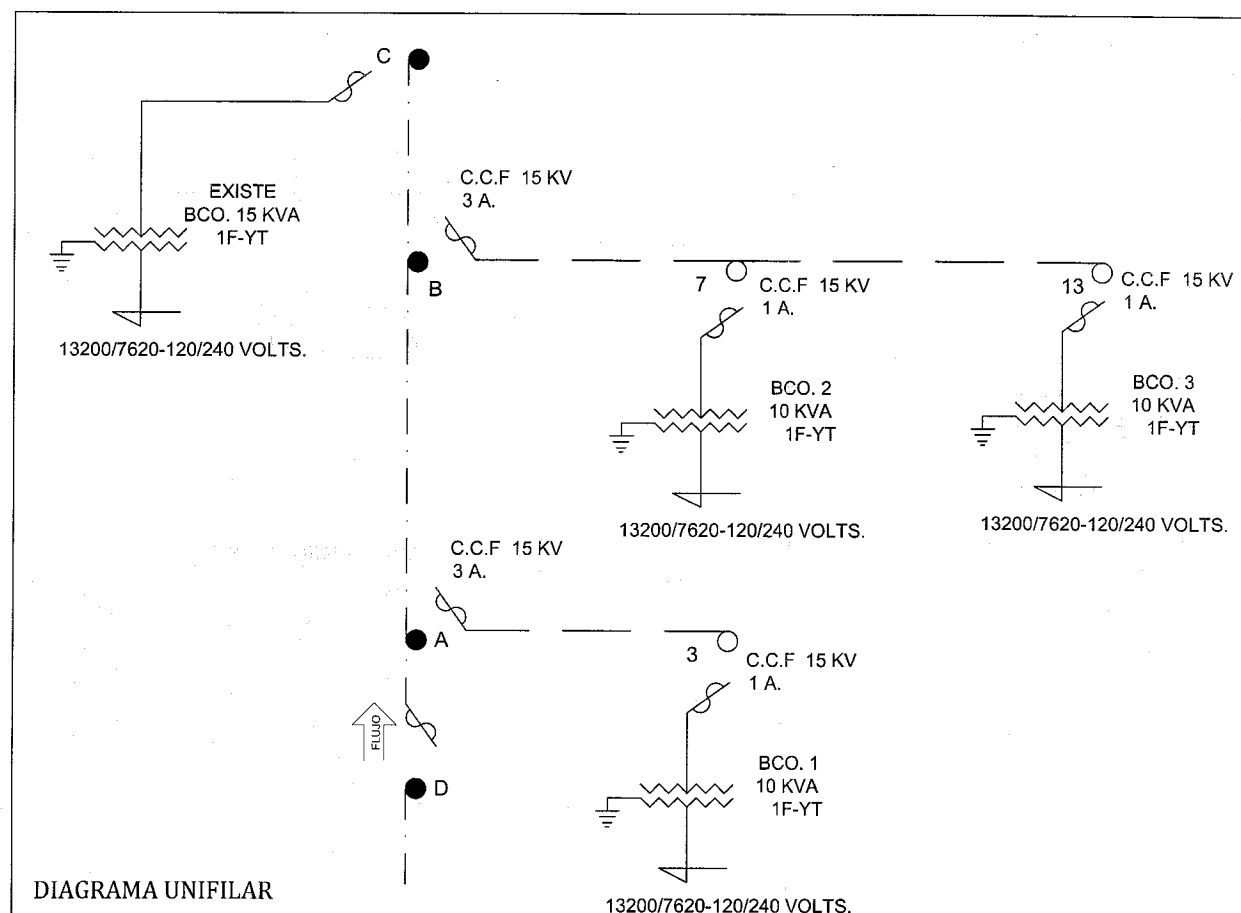 C
C.C.F 15 KV
3 A.
EXISTE
BCO. 15 KVA
1F-YT
B
7
C.C.F 15 KV
1 A.
13
C.C.F 15 KV
1 A.
13200/7620-120/240 VOLTS.
BCO. 2
10 KVA
1F-YT
BCO. 3
10 KVA
1F-YT
13200/7620-120/240 VOLTS.
13200/7620-120/240 VOLTS.
C.C.F 15 KV
3 A.
A
3
C.C.F 15 KV
1 A.
FLUJO
D
BCO. 1
10 KVA
1F-YT
DIAGRAMA UNIFILAR
13200/7620-120/240 VOLTS.